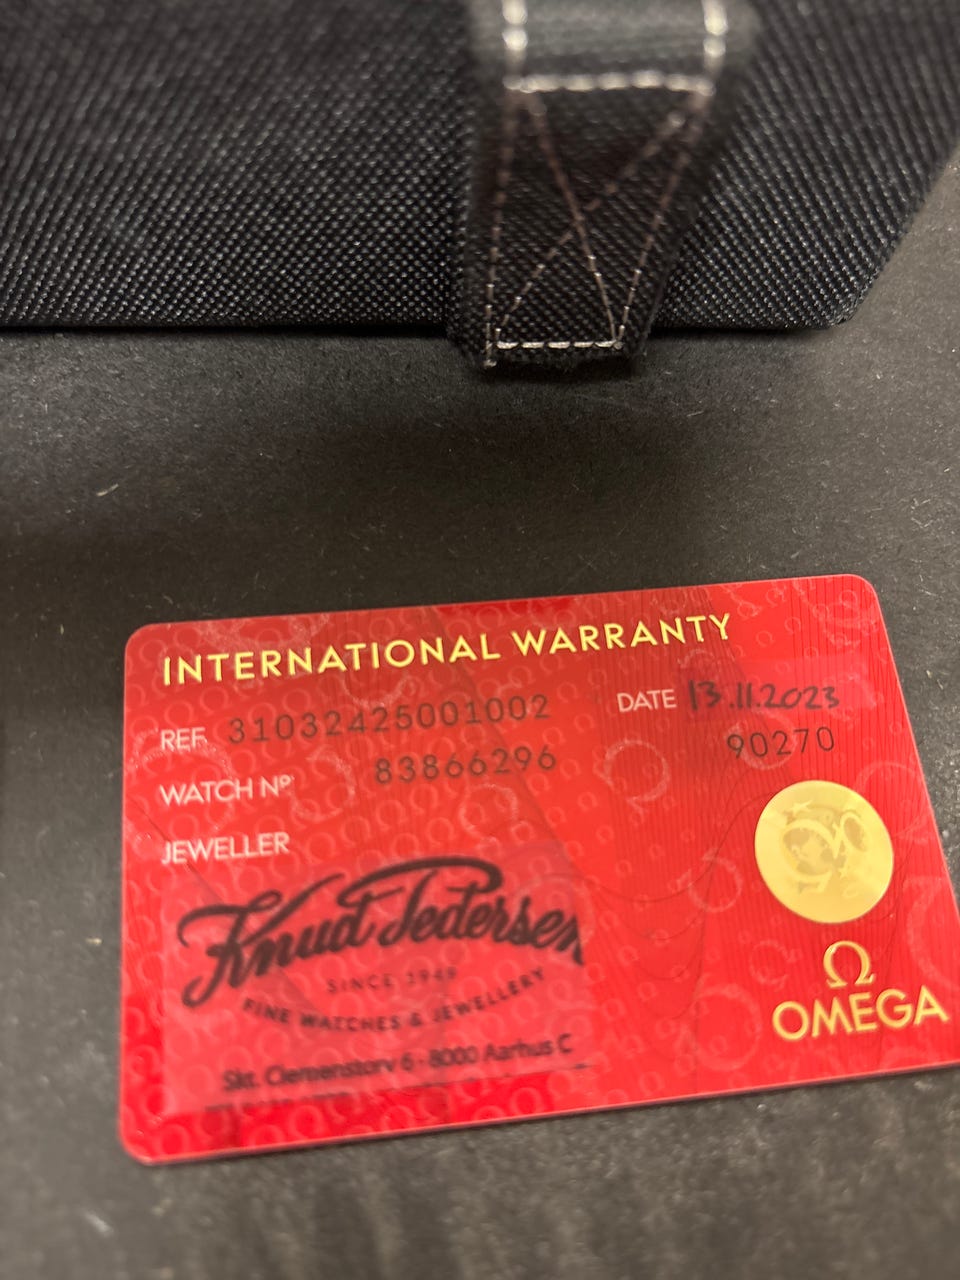 INTERNATIONAL WARRANTY
REF. 31032425001002
DATE 13.11.2023
WATCH Nº 83866296
90270
JEWELLER
Knud Pedersen
SINCE 1949
FINE WATCHES & JEWELLERY
Skt. Clemenstorv 6 - 8000 Aarhus C
Ω
OMEGA